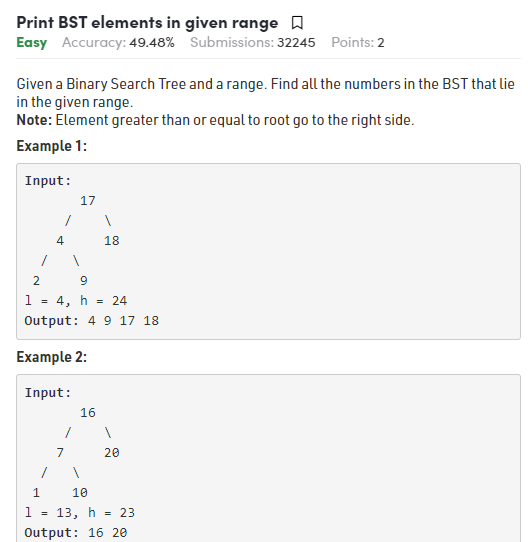 Print BST elements in given range
Easy Accuracy: 49.48% Submissions: 32245 Points: 2
Given a Binary Search Tree and a range. Find all the numbers in the BST that lie
in the given range.
Note: Element greater than or equal to root go to the right side.
Example 1:
Input:
17
/ \
4 18
/ \
2 9
l = 4, h = 24
Output: 4 9 17 18
Example 2:
Input:
16
/ \
7 20
/ \
1 10
l = 13, h = 23
Output: 16 20